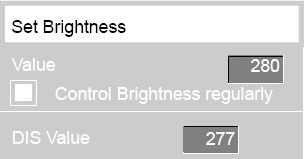 Set Brightness
Value 280
Control Brightness regularly
DIS Value 277